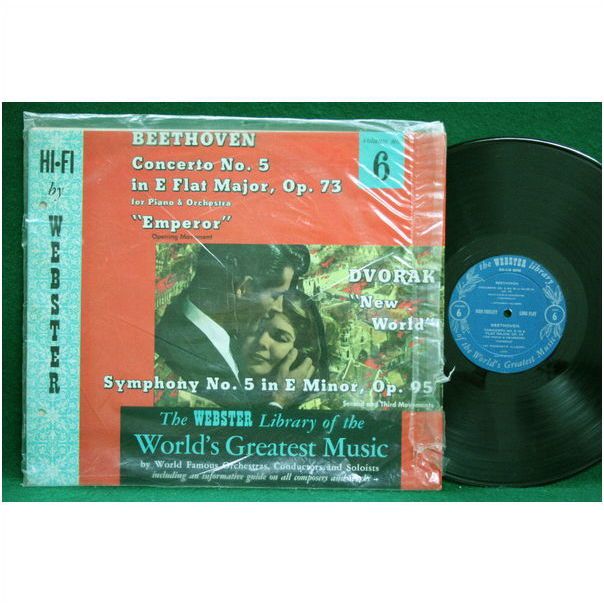 HI-FI
by
WEBSTER
BEETHOVEN
Concerto No. 5
in E Flat Major, Op. 73
for Piano & Orchestra
"Emperor"
Opening Movement
volume no.
6
DVORAK
"New
World"
Symphony No. 5 in E Minor, Op. 95
Second and Third Movements
The WEBSTER Library of the
World's Greatest Music
by World Famous Orchestras, Conductors and Soloists
including an informative guide on all composers and works
the Webster Library
BEETHOVEN
6
HIGH FIDELITY
LONG PLAY
6
BEETHOVEN
of the World's Greatest Music